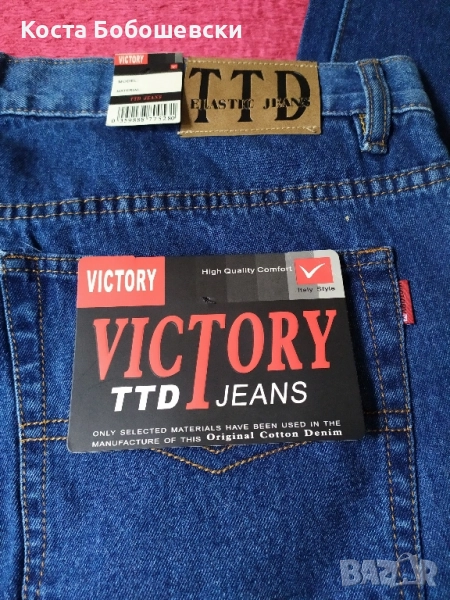 Коста Бобошевски
VICTORY
TTD JEANS
TTD
ELASTIC JEANS
VICTORY
High Quality Comfort
Italy Style
VICTORY
TTD JEANS
ONLY SELECTED MATERIALS HAVE BEEN USED IN THE
MANUFACTURE OF THIS Original Cotton Denim
BAZAR